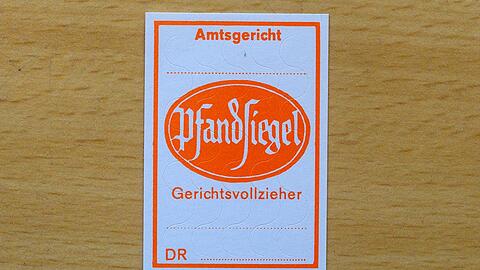 Amtsgericht
Pfandsiegel
Gerichtsvollzieher
DR